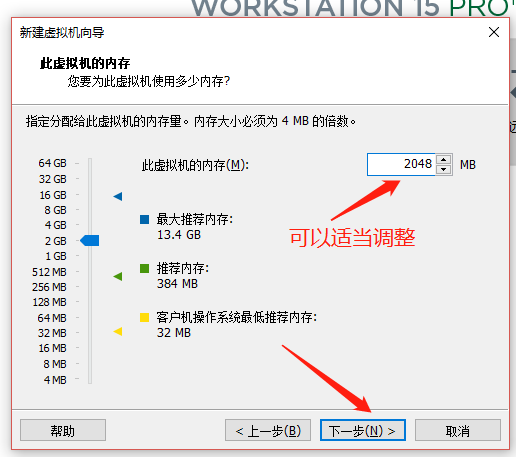 WORKSTATION 15 PRO
新建虚拟机向导
此虚拟机的内存
您要为此虚拟机使用多少内存?
指定分配给此虚拟机的内存量。内存大小必须为 4 MB 的倍数。
64 GB
32 GB
16 GB
8 GB
4 GB
2 GB
1 GB
512 MB
256 MB
128 MB
64 MB
32 MB
16 MB
8 MB
4 MB
此虚拟机的内存(M):
2048
MB
最大推荐内存:
13.4 GB
可以适当调整
推荐内存:
384 MB
客户机操作系统最低推荐内存:
32 MB
帮助
< 上一步(B)
下一步(N) >
取消